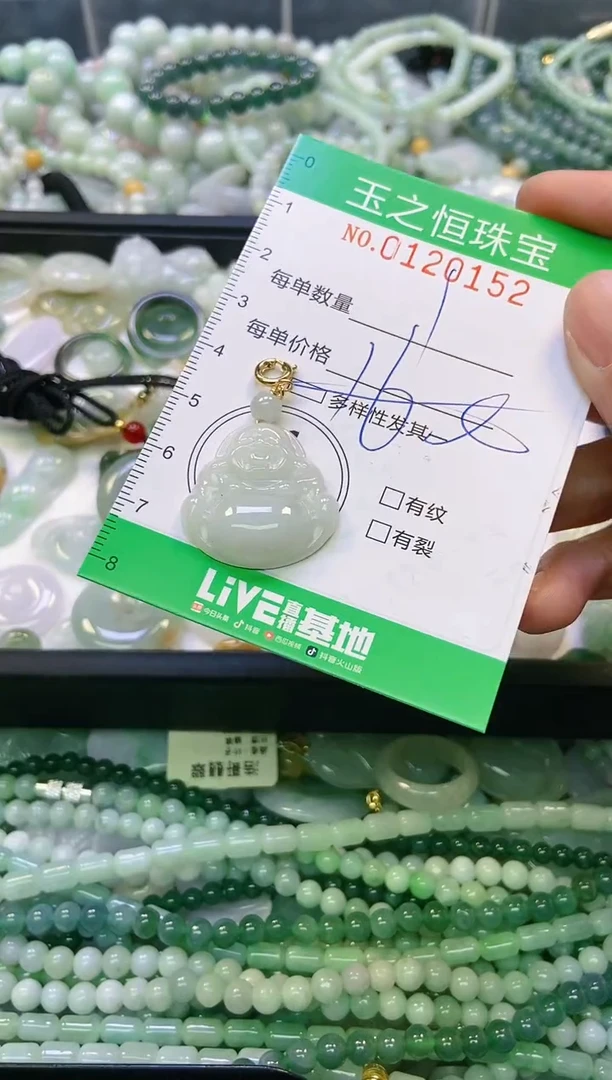 0
玉之恒珠宝
1
NO.0120152
2
每单数量
3
每单价格
4
多样性发其一
5
6
有纹
7
有裂
8
LiVE直播基地
今日头条 抖音 西瓜视频 抖音火山版